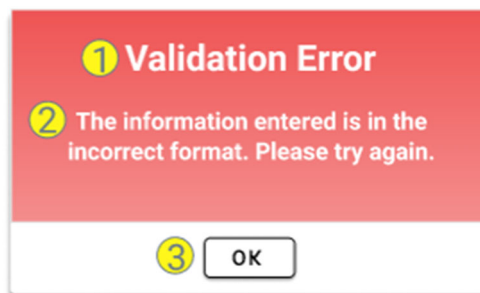 1 Validation Error
2 The information entered is in the
incorrect format. Please try again.
3 OK